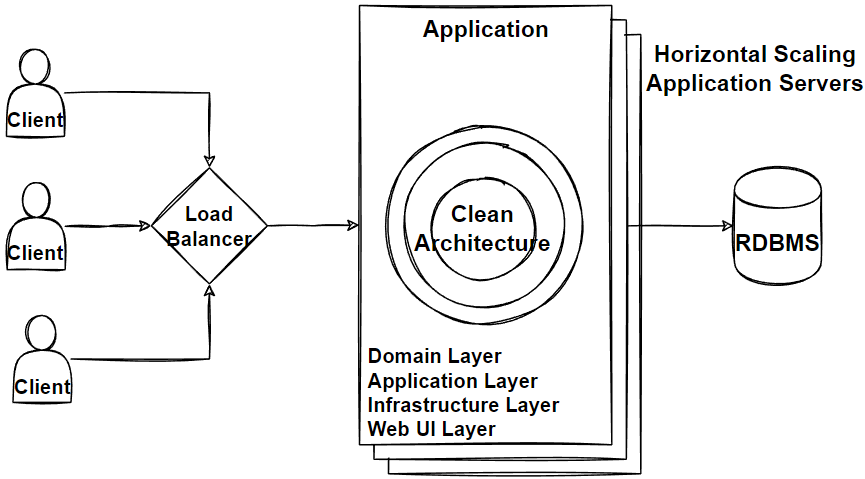 Application
Horizontal Scaling
Application Servers
Client
Client
Client
Load
Balancer
Clean
Architecture
RDBMS
Domain Layer
Application Layer
Infrastructure Layer
Web UI Layer